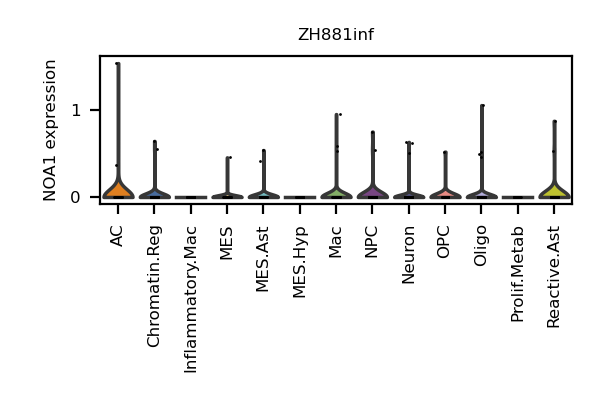 ZH881inf
NOA1 expression
1
0
AC
Chromatin.Reg
Inflammatory.Mac
MES
MES.Ast
MES.Hyp
Mac
NPC
Neuron
OPC
Oligo
Prolif.Metab
Reactive.Ast